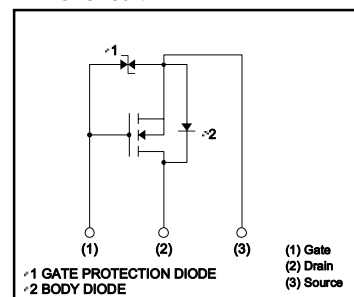 *1
*2
(1) (2) (3)
(1) Gate
(2) Drain
(3) Source
*1 GATE PROTECTION DIODE
*2 BODY DIODE